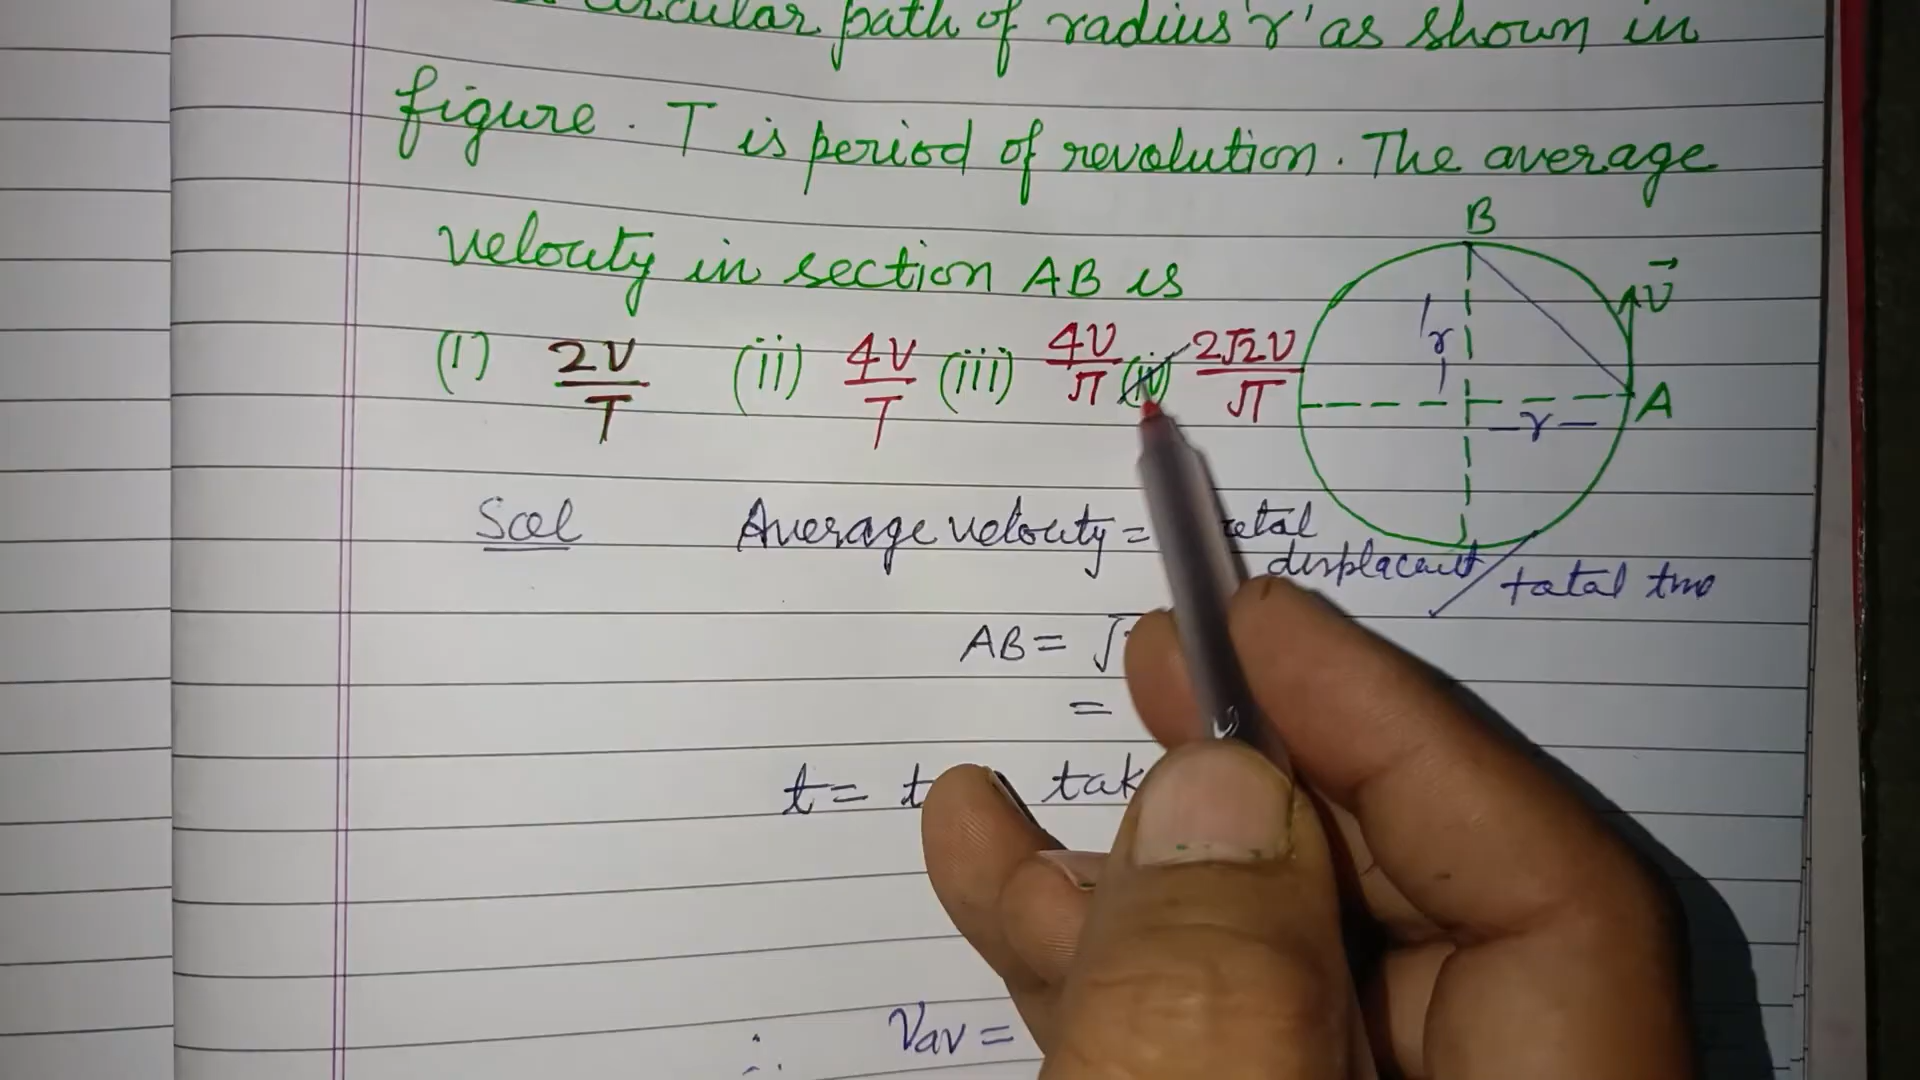 circular path of radius 'r' as shown in
figure. T is period of revolution. The average
velocity in section AB is
B
v⃗
r
A
r
(i) 2V/T (ii) 4V/T (iii) 4V/π (iv) 2√2V/π
Sol Average velocity =
displacement / total time
AB = √
=
t =
∴ Vav =